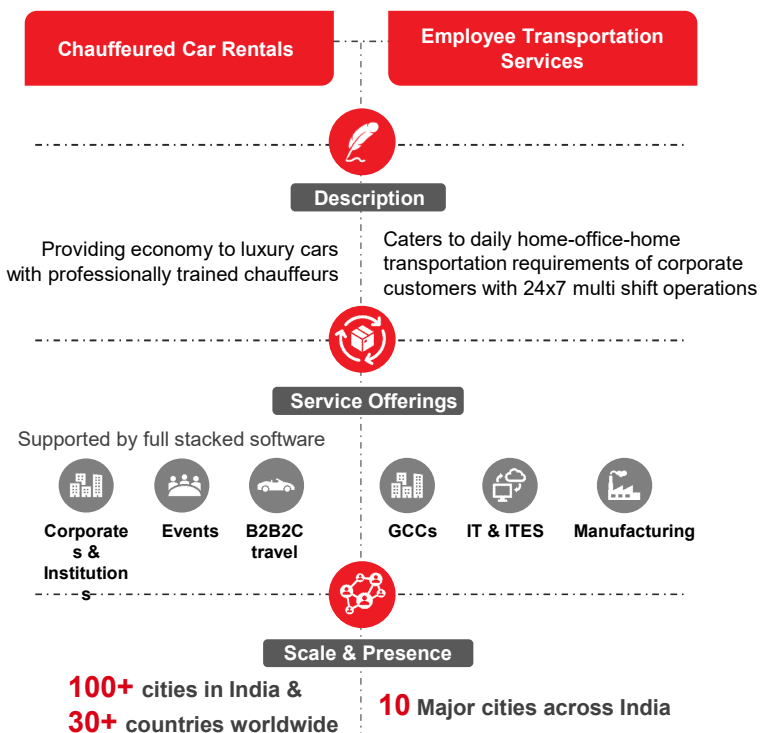 Chauffeured Car Rentals
Employee Transportation
Services
Description
Providing economy to luxury cars
with professionally trained chauffeurs
Caters to daily home-office-home
transportation requirements of corporate
customers with 24x7 multi shift operations
Service Offerings
Supported by full stacked software
Corporate
s &
Institution
s
Events
B2B2C
travel
GCCs
IT & ITES
Manufacturing
Scale & Presence
100+ cities in India &
30+ countries worldwide
10 Major cities across India